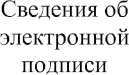 Сведения об
электронной
подписи